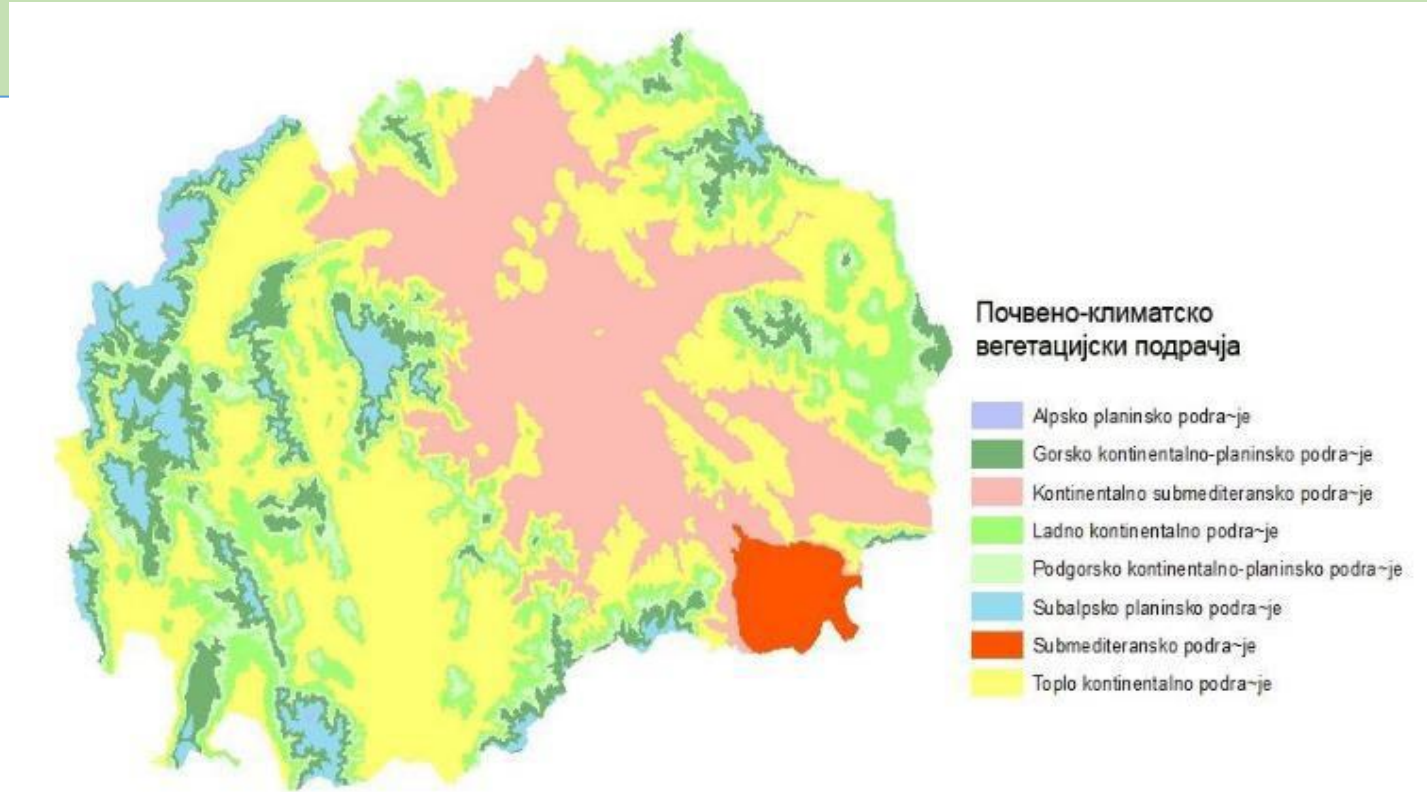 Почвено-климатско
вегетацијски подрачја
Alpsko planinsko podra~je
Gorsko kontinentalno-planinsko podra~je
Kontinentalno submediteransko podra~je
Ladno kontinentalno podra~je
Podgorsko kontinentalno-planinsko podra~je
Subalpsko planinsko podra~je
Submediteransko podra~je
Toplo kontinentalno podra~je